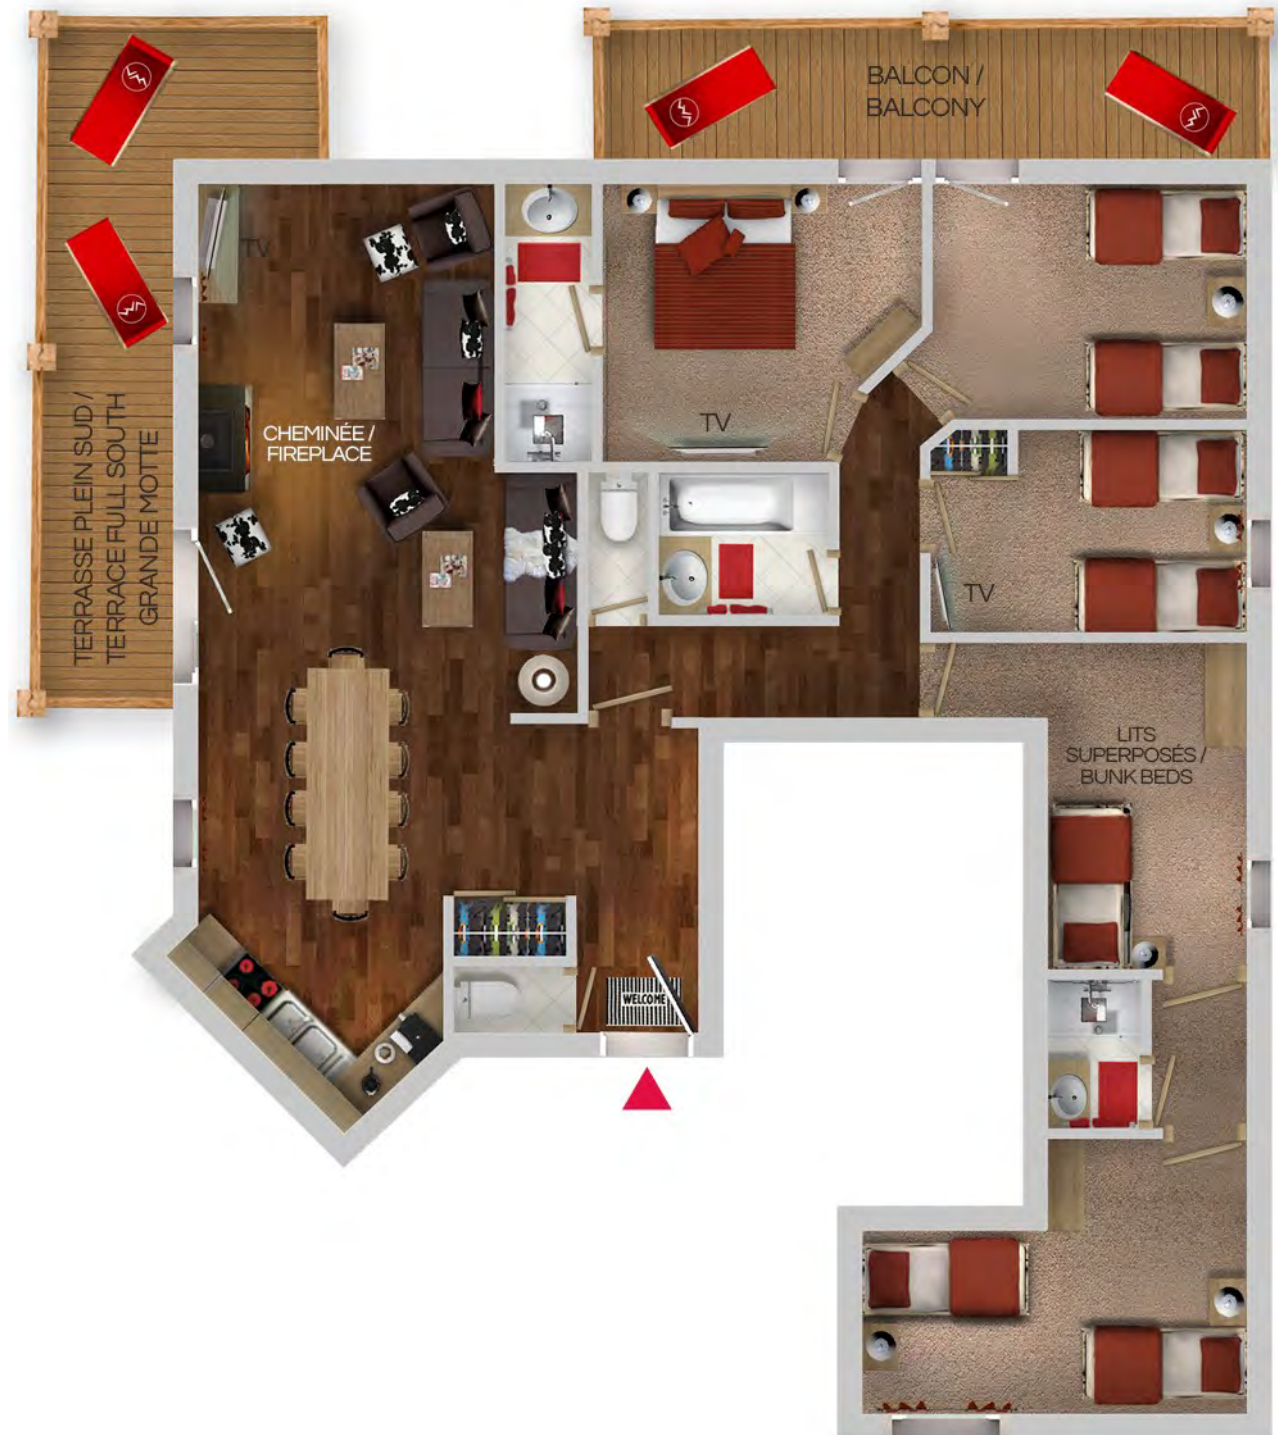 BALCON /
BALCONY
TV
CHEMINÉE /
FIREPLACE
TERRASSE PLEIN SUD /
TERRACE FULL SOUTH
GRANDE MOTTE
TV
TV
LITS
SUPERPOSÉS /
BUNK BEDS
WELCOME